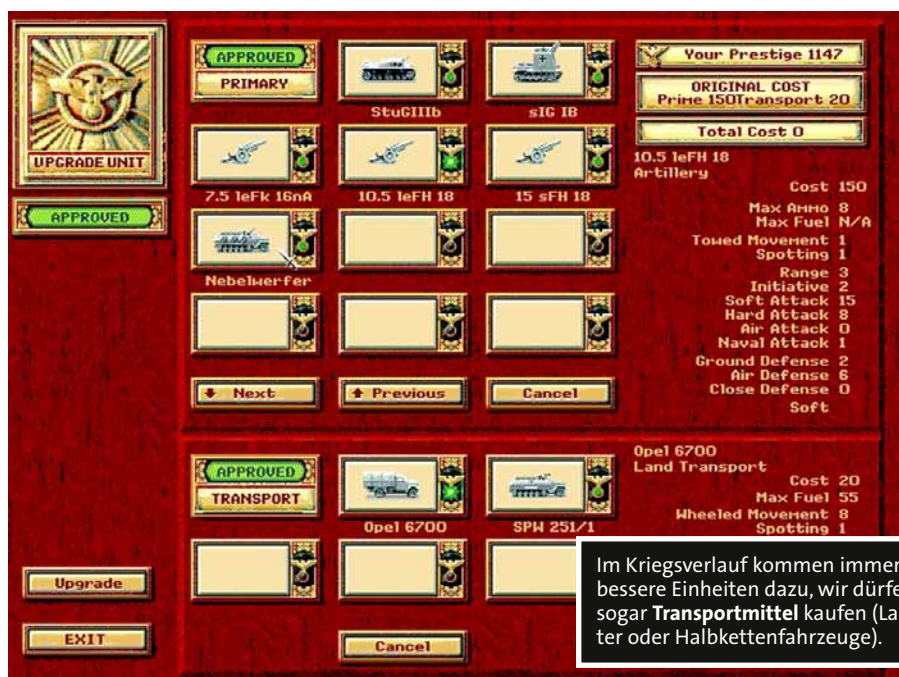 UPGRADE UNIT
APPROVED
APPROVED
PRIMARY
StuGIIIb
sIG IB
7.5 leFk 16nA
10.5 leFH 18
15 sFH 18
Nebelwerfer
Next
Previous
Cancel
Your Prestige 1147
ORIGINAL COST
Prime 150Transport 20
Total Cost 0
10.5 leFH 18
Artillery
Cost 150
Max Ammo 8
Max Fuel N/A
Towed Movement 1
Spotting 1
Range 3
Initiative 2
Soft Attack 15
Hard Attack 8
Air Attack 0
Naval Attack 1
Ground Defense 2
Air Defense 6
Close Defense 0
Soft
APPROVED
TRANSPORT
Opel 6700
SPW 251/1
Opel 6700
Land Transport
Cost 20
Max Fuel 55
Wheeled Movement 8
Spotting 1
Upgrade
EXIT
Cancel
Im Kriegsverlauf kommen immer
bessere Einheiten dazu, wir dürfe
sogar Transportmittel kaufen (La
ter oder Halbkettenfahrzeuge).